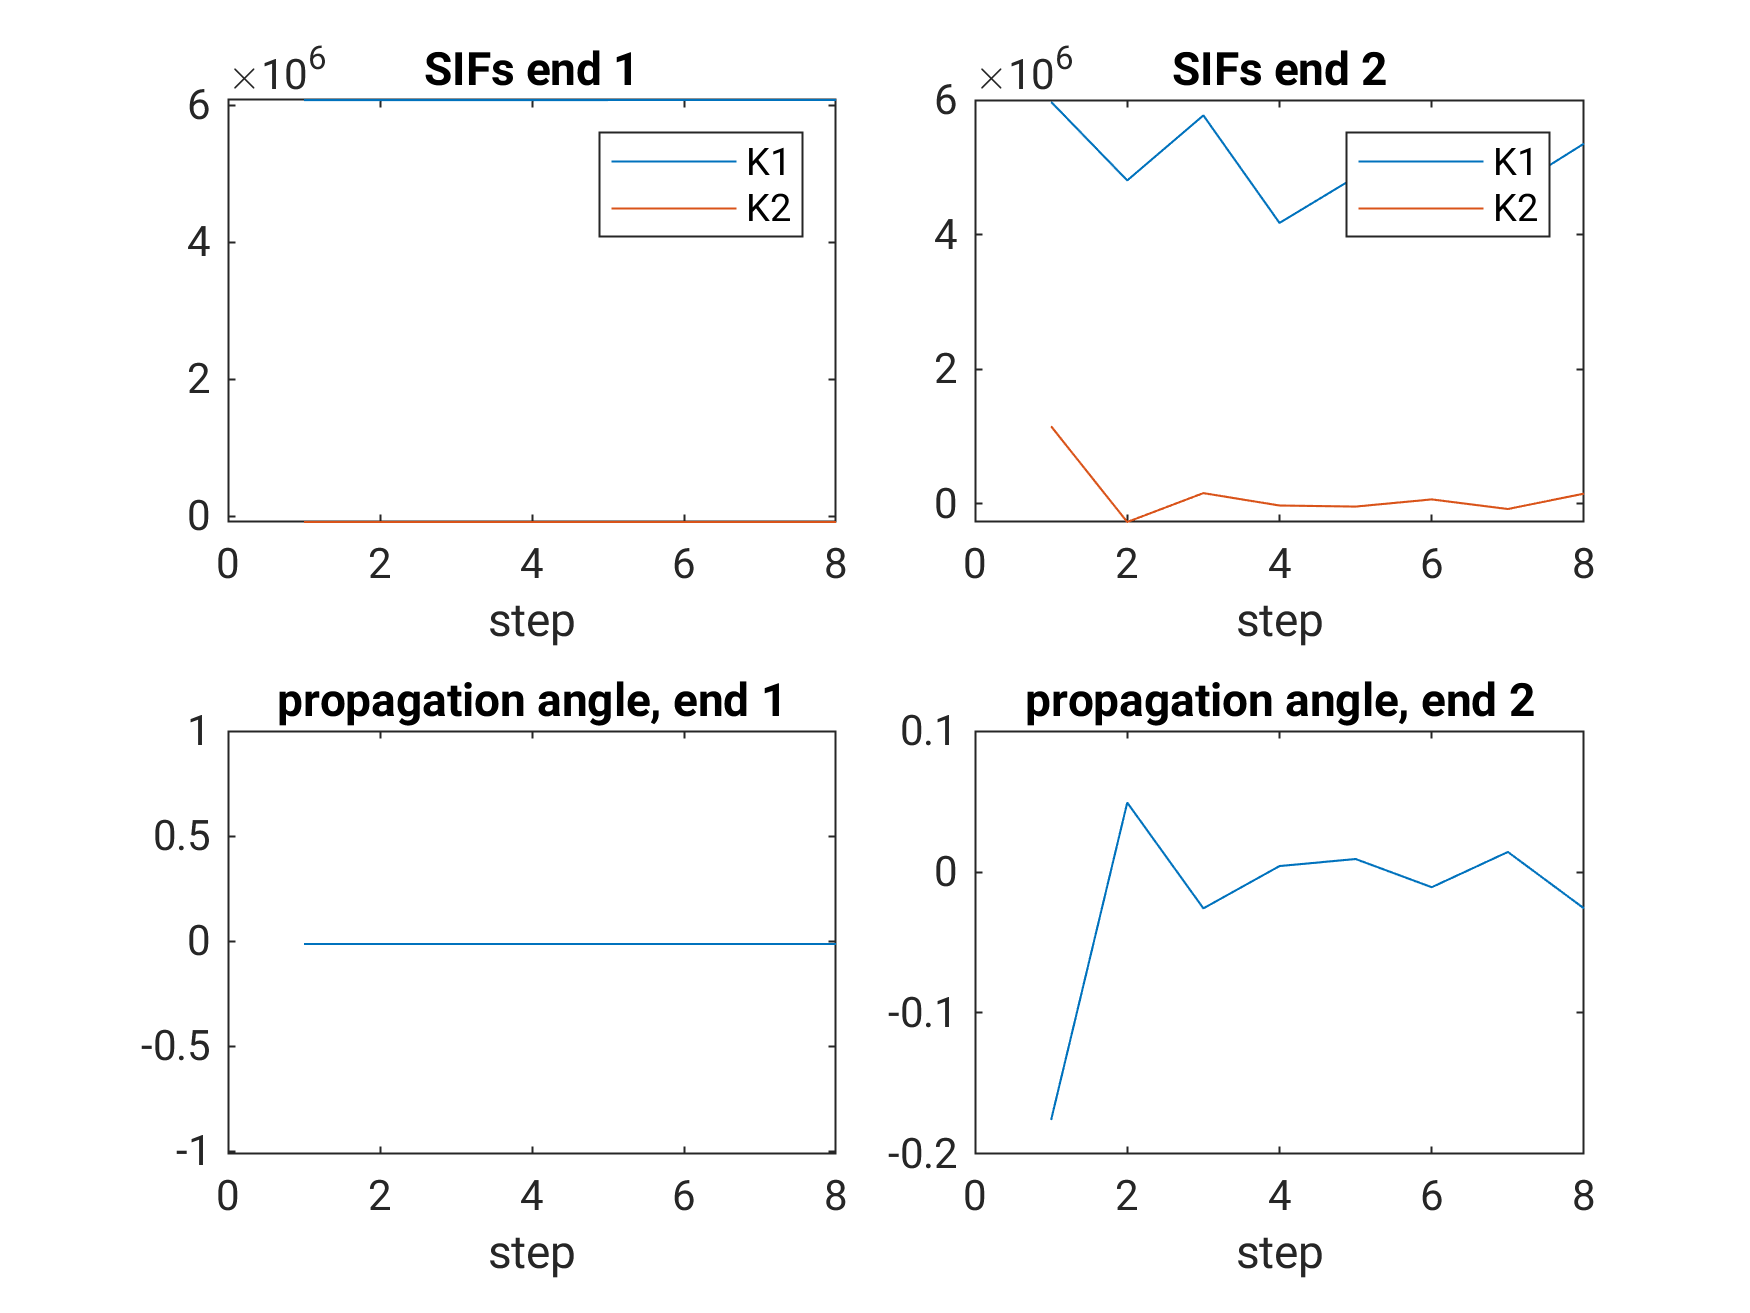 ×10^6
SIFs end 1
6
4
2
0
K1
K2
0 2 4 6 8
step
×10^6
SIFs end 2
6
4
2
0
K1
K2
0 2 4 6 8
step
propagation angle, end 1
1
0.5
0
-0.5
-1
0 2 4 6 8
step
propagation angle, end 2
0.1
0
-0.1
-0.2
0 2 4 6 8
step